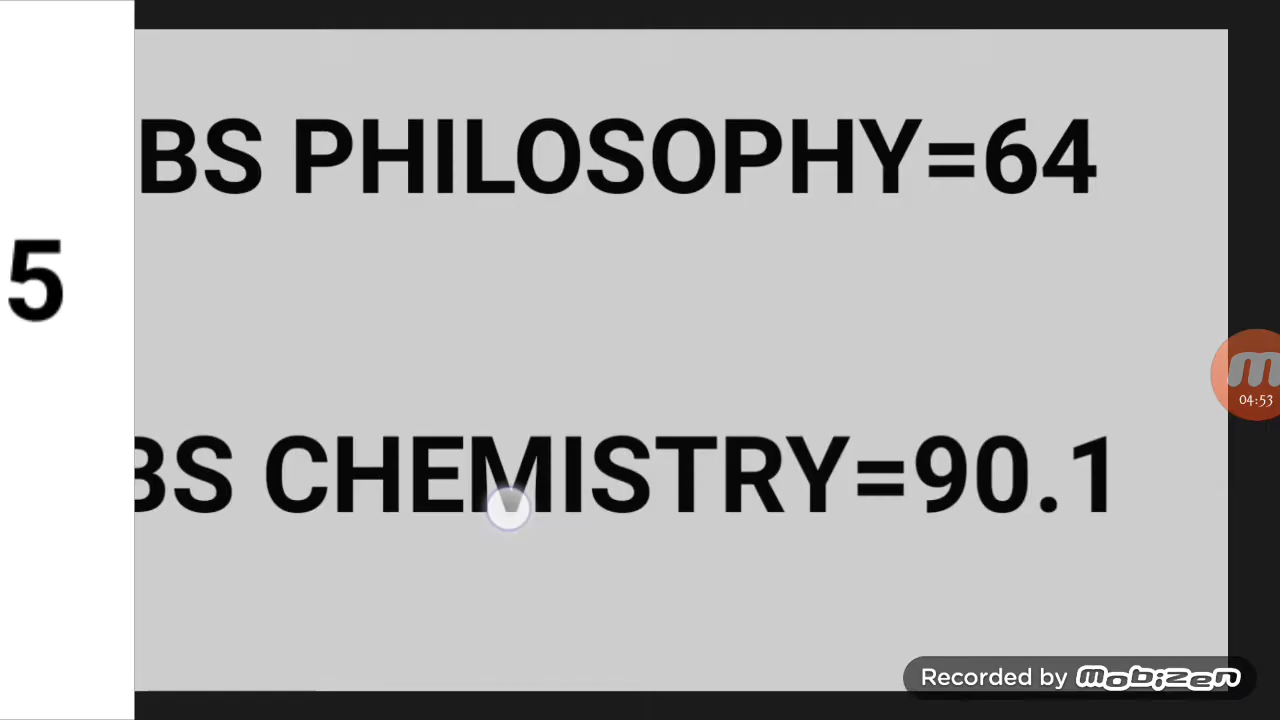 BS PHILOSOPHY=64
5
BS CHEMISTRY=90.1
04:53
Recorded by mobizen